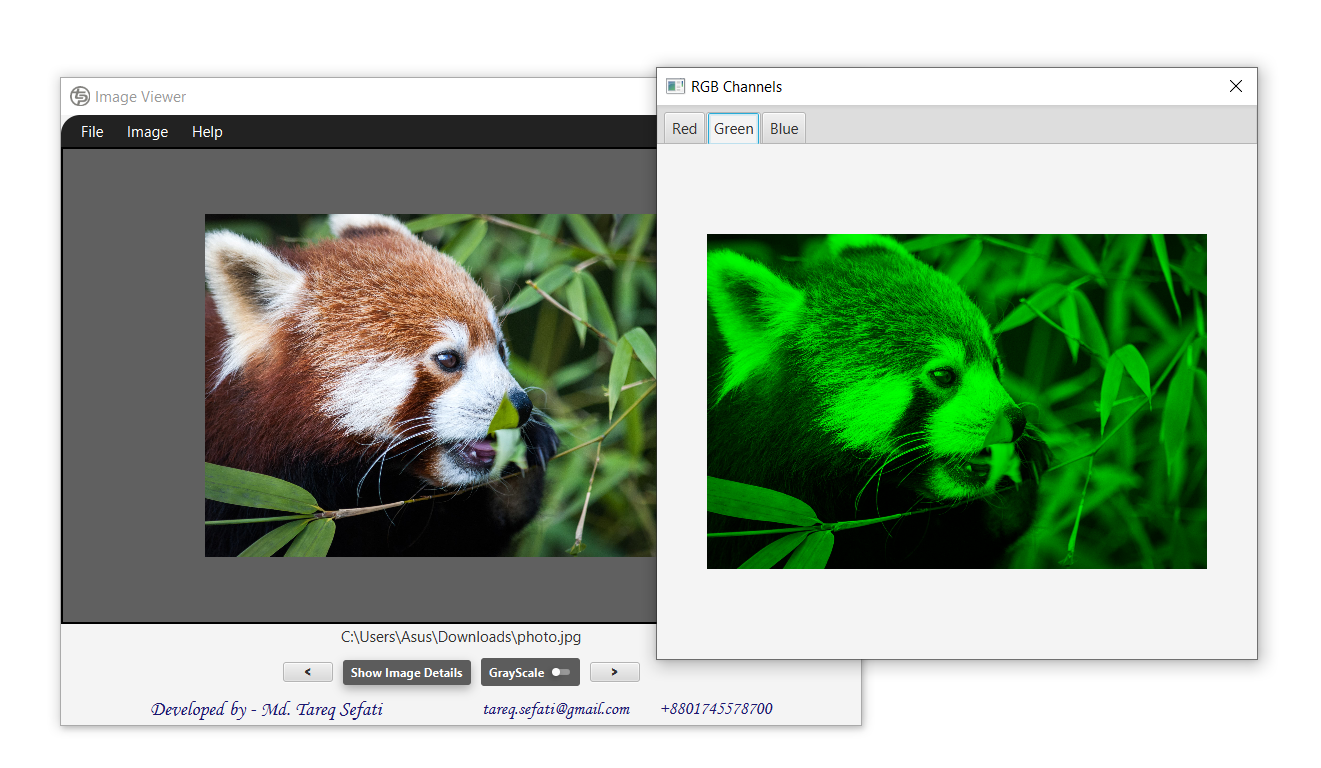 Image Viewer
File Image Help
C:\Users\Asus\Downloads\photo.jpg
< Show Image Details GrayScale >
Developed by - Md. Tareq Sefati tareq.sefati@gmail.com +8801745578700
RGB Channels
Red Green Blue